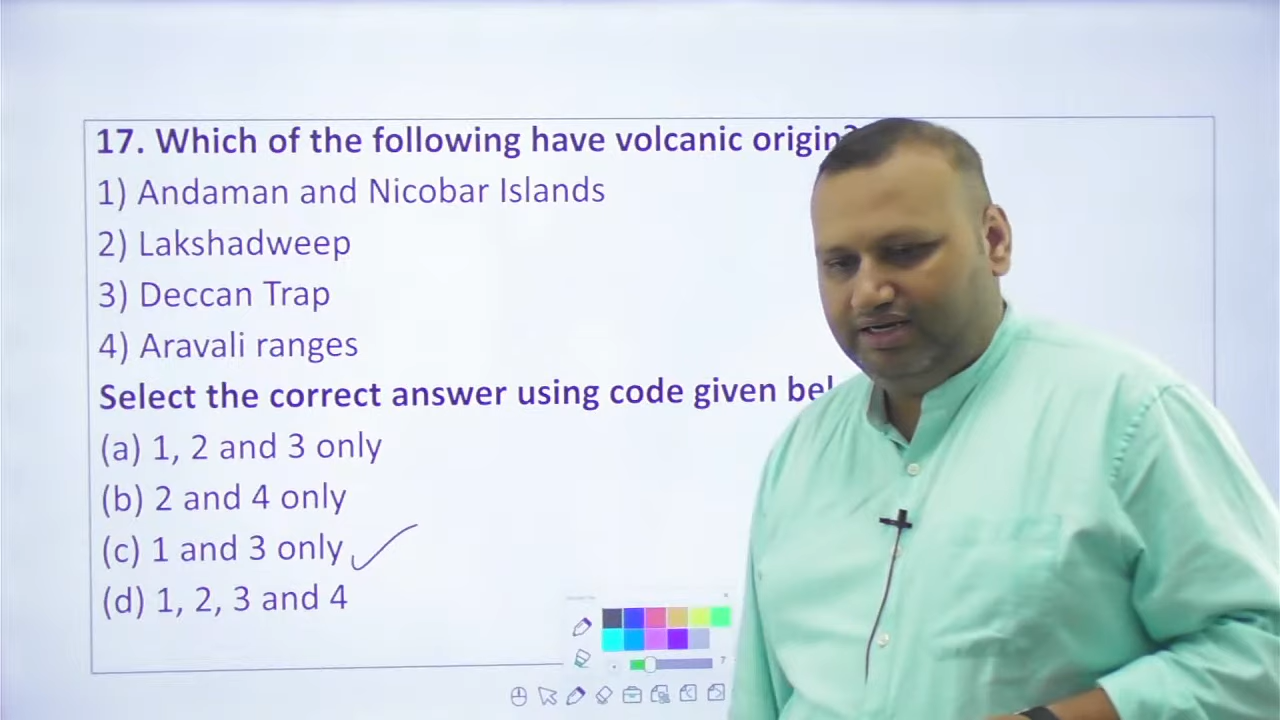 17. Which of the following have volcanic origin?
1) Andaman and Nicobar Islands
2) Lakshadweep
3) Deccan Trap
4) Aravali ranges
Select the correct answer using code given
(a) 1, 2 and 3 only
(b) 2 and 4 only
(c) 1 and 3 only
(d) 1, 2, 3 and 4
7